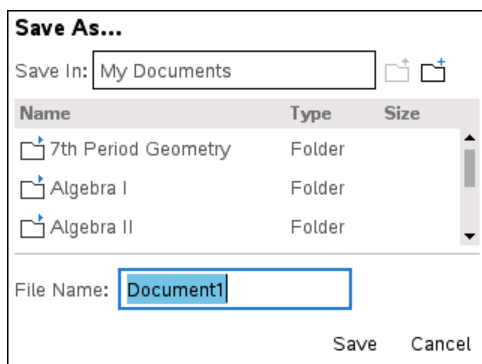 Save As...
Save In: My Documents
Name Type Size
7th Period Geometry Folder
Algebra I Folder
Algebra II Folder
File Name: Document1
Save Cancel